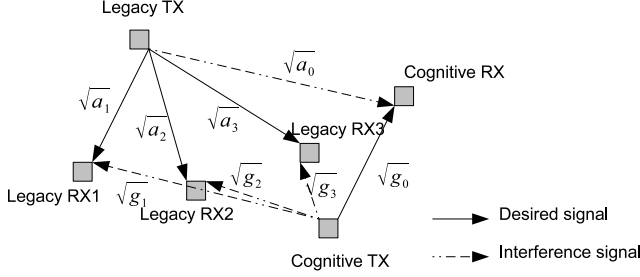 Legacy TX
√a₀
Cognitive RX
√a₁
√a₂
√a₃
Legacy RX3
Legacy RX1
√g₁
√g₂
√g₃
√g₀
Legacy RX2
Desired signal
Cognitive TX
Interference signal